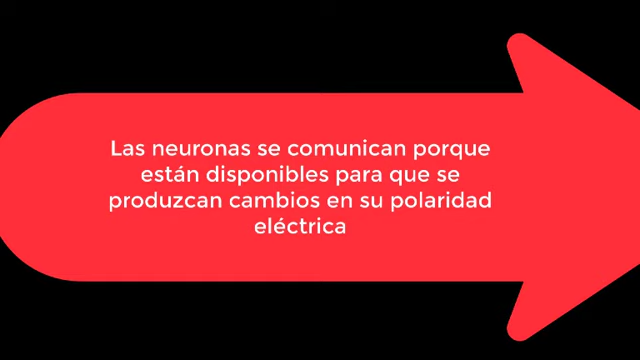 Las neuronas se comunican porque
están disponibles para que se
produzcan cambios en su polaridad
eléctrica